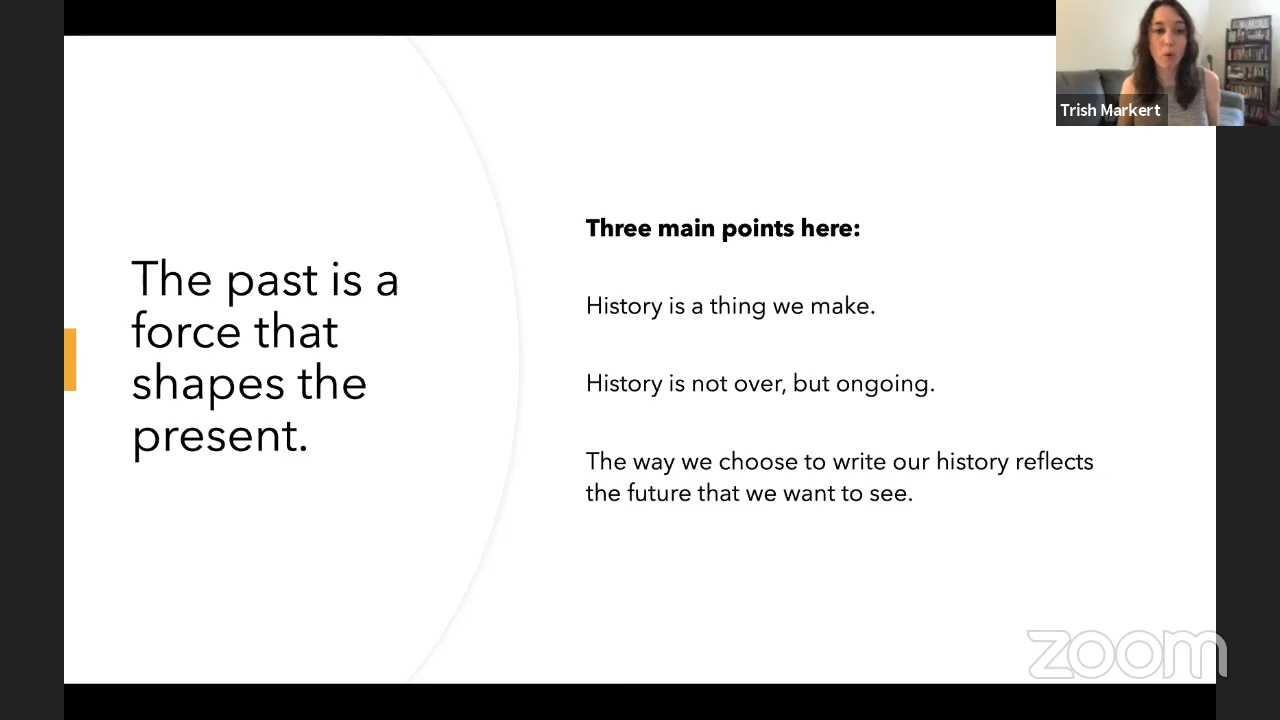 Trish Markert
The past is a
force that
shapes the
present.
Three main points here:
History is a thing we make.
History is not over, but ongoing.
The way we choose to write our history reflects
the future that we want to see.
zoom